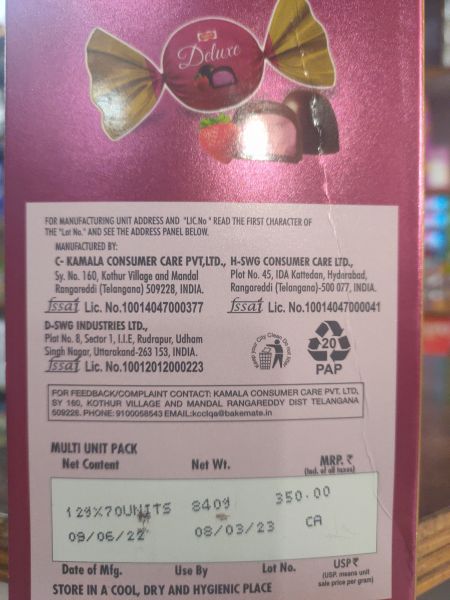 Deluxe
FOR MANUFACTURING UNIT ADDRESS AND "LIC.No" READ THE FIRST CHARACTER OF
THE "Lot No." AND SEE THE ADDRESS PANEL BELOW.
MANUFACTURED BY:
C- KAMALA CONSUMER CARE PVT,LTD.,
Sy. No. 160, Kothur Village and Mandal
Rangareddi (Telangana) 509228, INDIA.
fssai Lic. No.10014047000377
H-SWG CONSUMER CARE LTD.,
Plot No. 45, IDA Kattedan, Hyderabad,
Rangareddi (Telangana)-500 077, INDIA.
fssai Lic. No.10014047000041
D-SWG INDUSTRIES LTD.,
Plot No. 8, Sector 1, I.I.E, Rudrapur, Udham
Singh Nagar, Uttarakand-263 153, INDIA.
fssai Lic. No.10012012000223
Keep your City Clean Do not
20
PAP
FOR FEEDBACK/COMPLAINT CONTACT: KAMALA CONSUMER CARE PVT. LTD,
SY 160, KOTHUR VILLAGE AND MANDAL RANGAREDDY DIST TELANGANA
509228. PHONE: 9100058543 EMAIL:kcclqa@bakemate.in
MULTI UNIT PACK
Net Content Net Wt. MRP. ₹
(Incl. of all taxes)
12gX70UNITS 840g 350.00
09/06/22 08/03/23 CA
Date of Mfg. Use By Lot No. USP ₹
(USP. means unit
sale price per gram)
STORE IN A COOL, DRY AND HYGIENIC PLACE